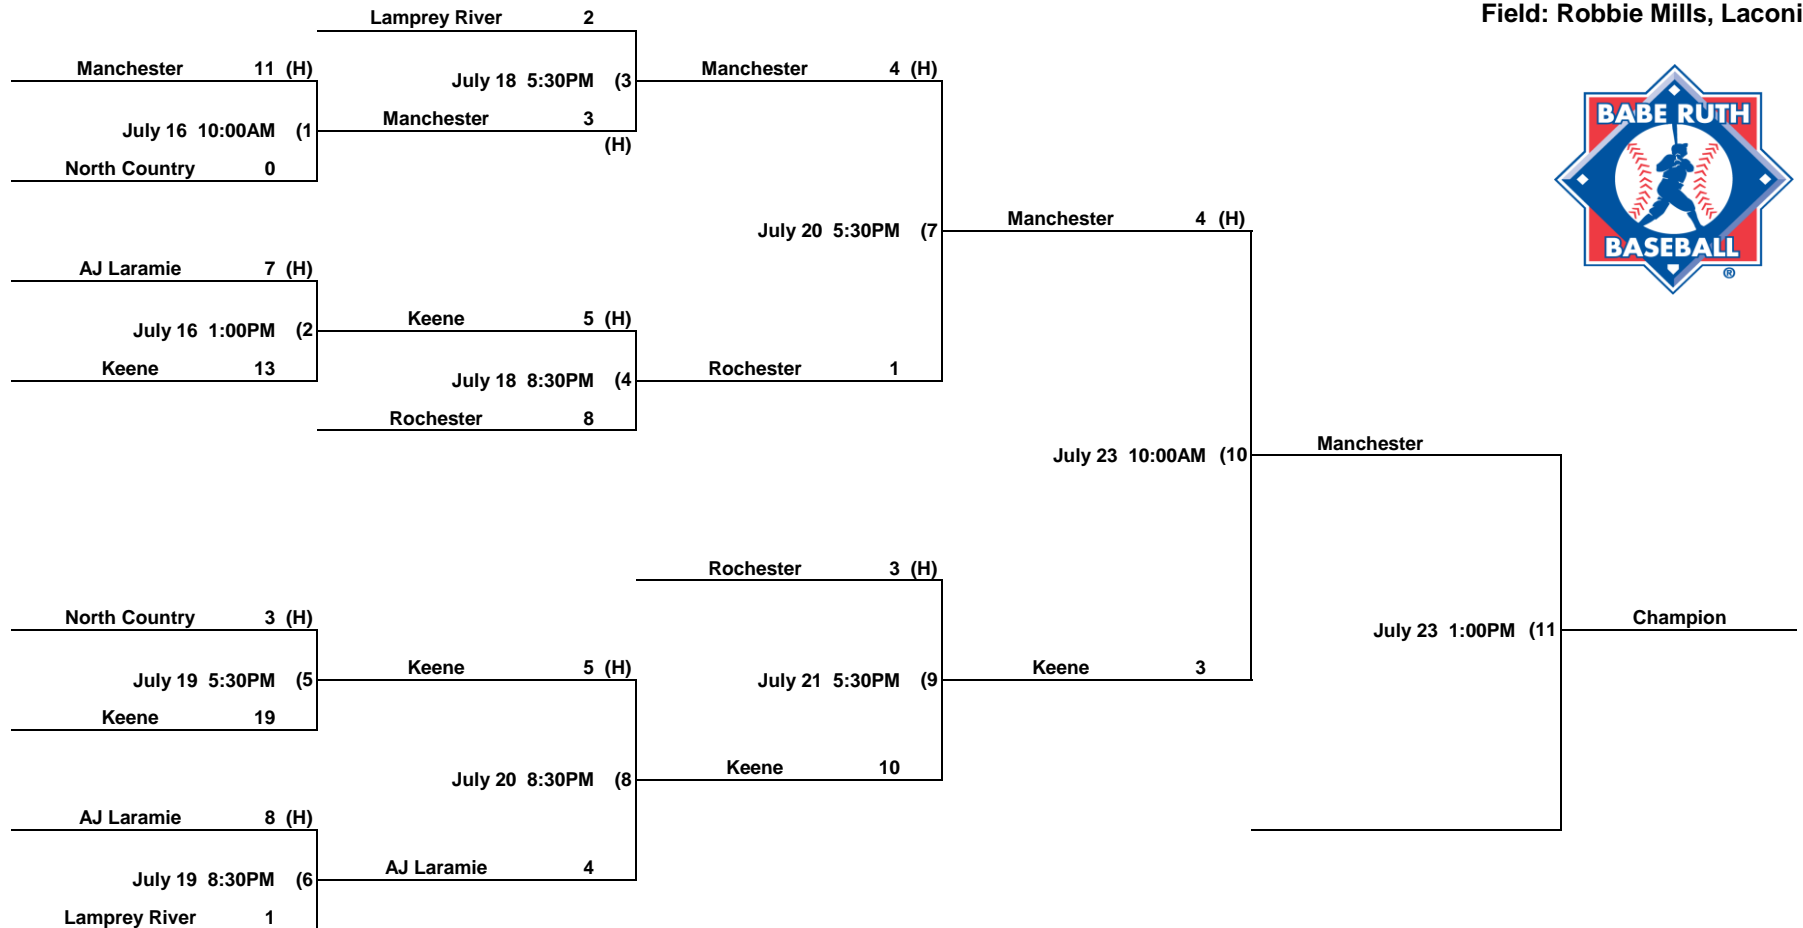 Field: Robbie Mills, Laconi
Lamprey River 2
Manchester 11 (H)
July 18 5:30PM (3
Manchester 4 (H)
July 16 10:00AM (1
Manchester 3
(H)
North Country 0
BABE RUTH
BASEBALL
®
July 20 5:30PM (7
Manchester 4 (H)
AJ Laramie 7 (H)
July 16 1:00PM (2
Keene 5 (H)
Keene 13
July 18 8:30PM (4
Rochester 1
Rochester 8
July 23 10:00AM (10
Manchester
Rochester 3 (H)
North Country 3 (H)
July 23 1:00PM (11
Champion
July 19 5:30PM (5
Keene 5 (H)
July 21 5:30PM (9
Keene 3
Keene 19
July 20 8:30PM (8
Keene 10
AJ Laramie 8 (H)
July 19 8:30PM (6
AJ Laramie 4
Lamprey River 1